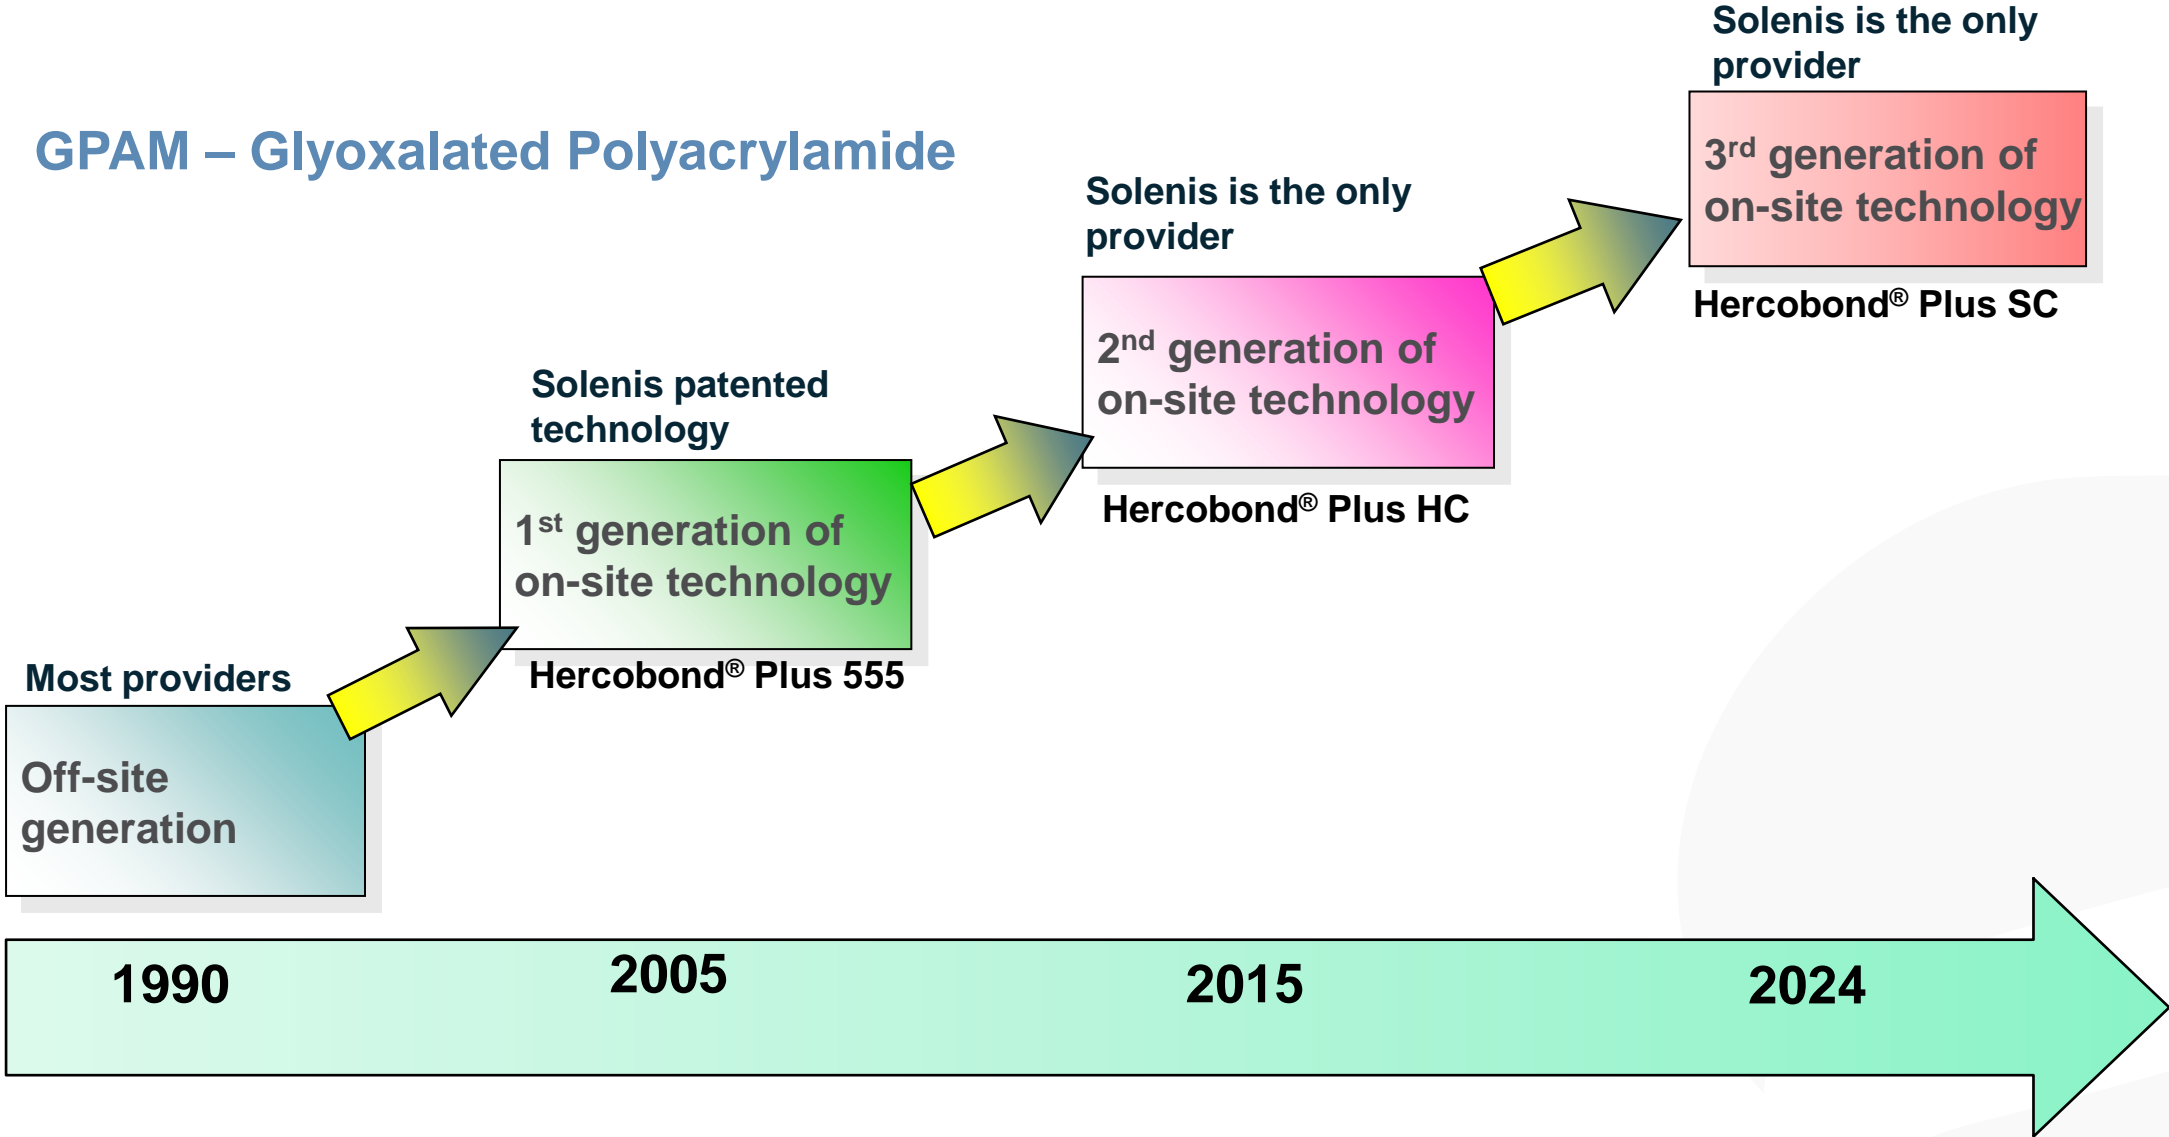 GPAM – Glyoxalated Polyacrylamide
Most providers
Off-site
generation
Solenis patented
technology
1st generation of
on-site technology
Hercobond® Plus 555
Solenis is the only
provider
2nd generation of
on-site technology
Hercobond® Plus HC
Solenis is the only
provider
3rd generation of
on-site technology
Hercobond® Plus SC
1990
2005
2015
2024